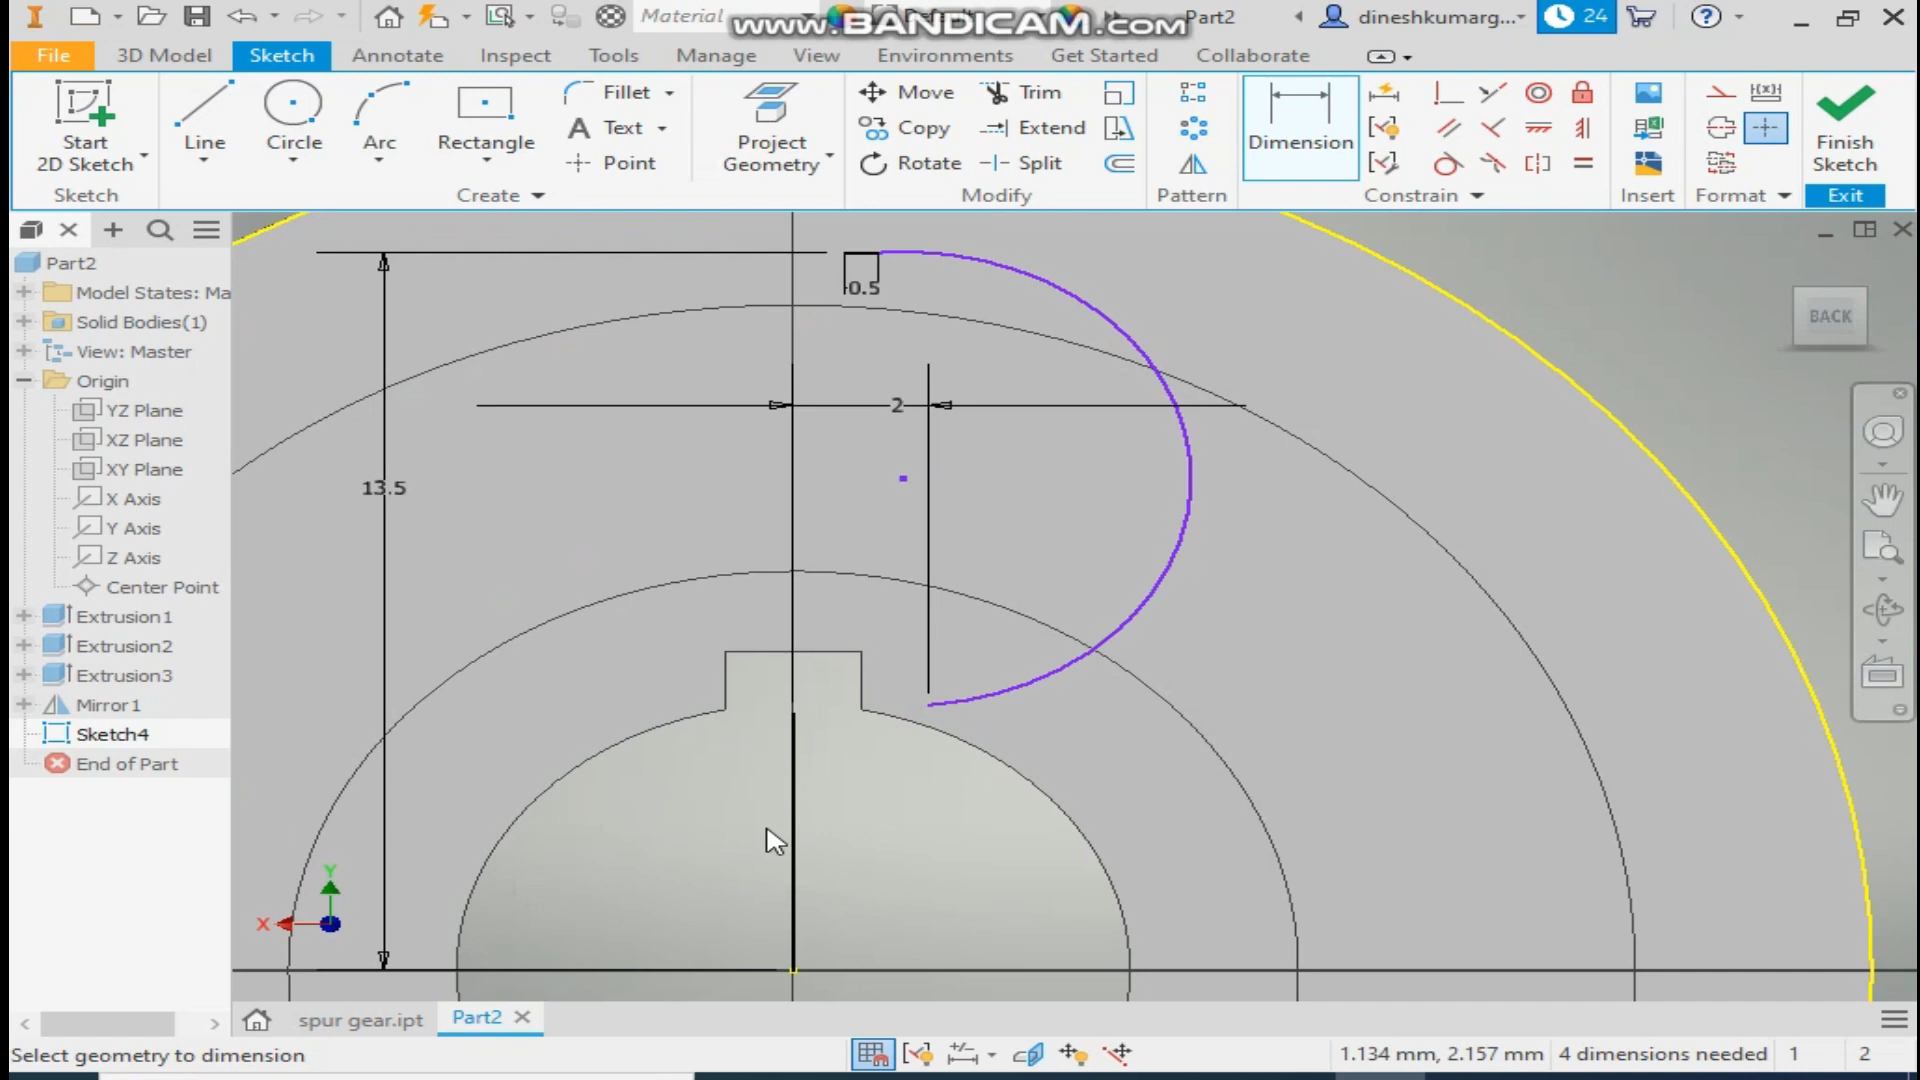 Material
www.BANDICAM.com
Part2
dineshkumarg...
24
File
3D Model
Sketch
Annotate
Inspect
Tools
Manage
View
Environments
Get Started
Collaborate
Start
2D Sketch
Line
Circle
Arc
Rectangle
Fillet
Text
Point
Project
Geometry
Move
Copy
Rotate
Trim
Extend
Split
Dimension
Finish
Sketch
Sketch
Create
Modify
Pattern
Constrain
Insert
Format
Exit
Part2
Model States: Ma
Solid Bodies(1)
View: Master
Origin
YZ Plane
XZ Plane
XY Plane
X Axis
Y Axis
Z Axis
Center Point
Extrusion1
Extrusion2
Extrusion3
Mirror1
Sketch4
End of Part
0.5
2
13.5
BACK
Y
X
spur gear.ipt
Part2
Select geometry to dimension
1.134 mm, 2.157 mm
4 dimensions needed
1
2